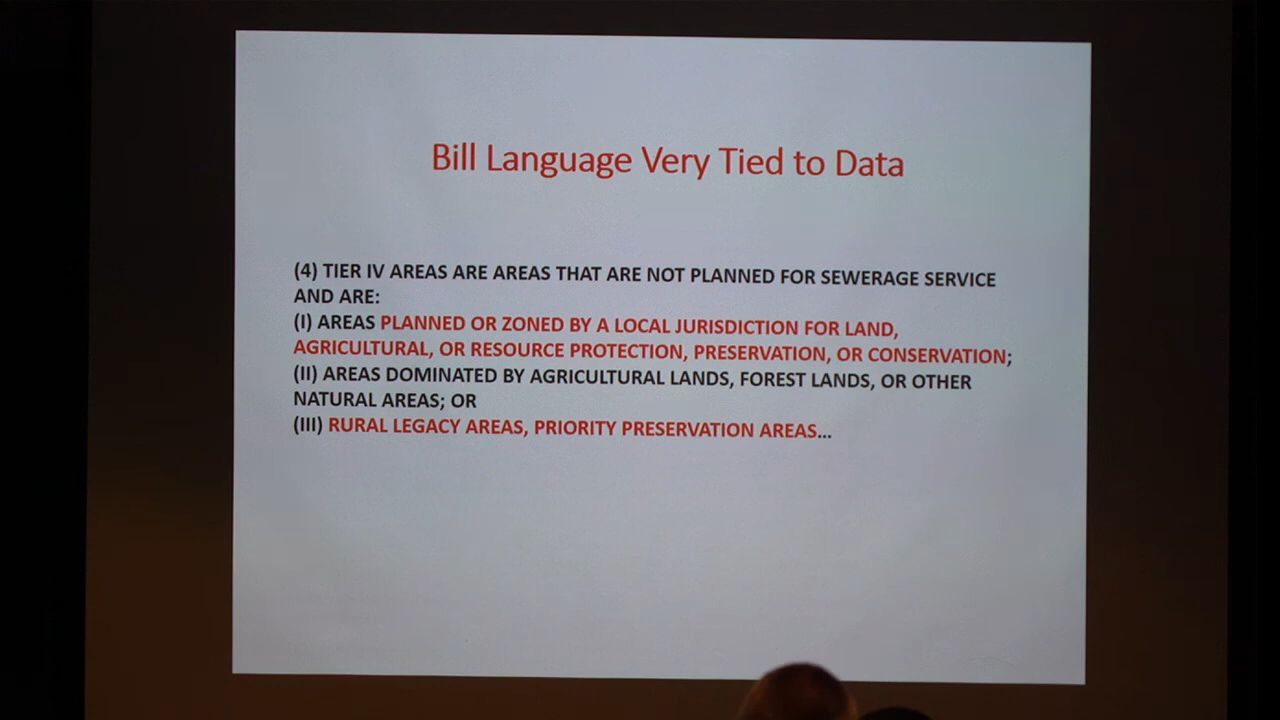 Bill Language Very Tied to Data
(4) TIER IV AREAS ARE AREAS THAT ARE NOT PLANNED FOR SEWERAGE SERVICE
AND ARE:
(I) AREAS PLANNED OR ZONED BY A LOCAL JURISDICTION FOR LAND,
AGRICULTURAL, OR RESOURCE PROTECTION, PRESERVATION, OR CONSERVATION;
(II) AREAS DOMINATED BY AGRICULTURAL LANDS, FOREST LANDS, OR OTHER
NATURAL AREAS; OR
(III) RURAL LEGACY AREAS, PRIORITY PRESERVATION AREAS...